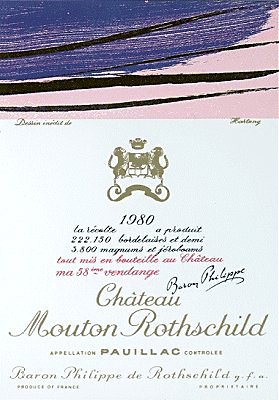 Dessin inédit de Hartung
1980
la récolte a produit
222.150 bordelaises et demi
3.800 magnums et jéroboams
tout mis en bouteille au Château
ma 58ème vendange
Baron Philippe
Château
Mouton Rothschild
APPELLATION PAUILLAC CONTROLEE
Baron Philippe de Rothschild g.f.a.
PRODUCE OF FRANCE PROPRIETAIRE